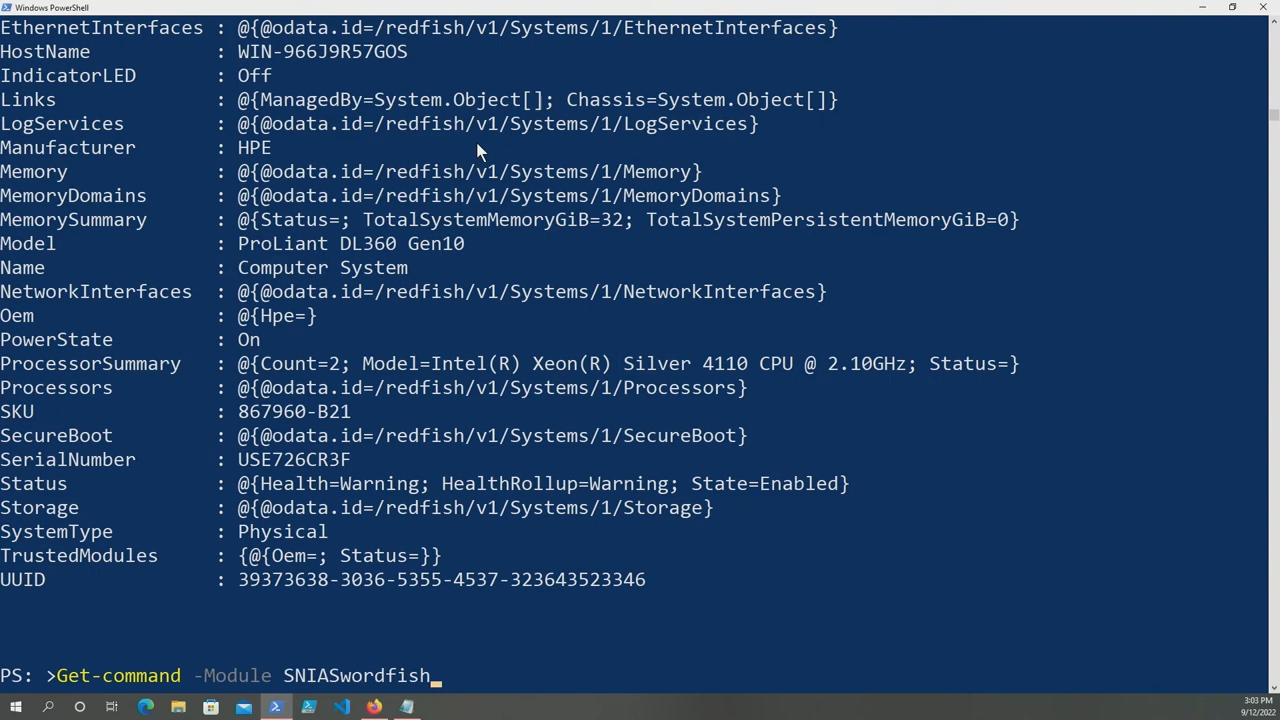 Windows PowerShell
EthernetInterfaces : @{@odata.id=/redfish/v1/Systems/1/EthernetInterfaces}
HostName : WIN-966J9R57GOS
IndicatorLED : Off
Links : @{ManagedBy=System.Object[]; Chassis=System.Object[]}
LogServices : @{@odata.id=/redfish/v1/Systems/1/LogServices}
Manufacturer : HPE
Memory : @{@odata.id=/redfish/v1/Systems/1/Memory}
MemoryDomains : @{@odata.id=/redfish/v1/Systems/1/MemoryDomains}
MemorySummary : @{Status=; TotalSystemMemoryGiB=32; TotalSystemPersistentMemoryGiB=0}
Model : ProLiant DL360 Gen10
Name : Computer System
NetworkInterfaces : @{@odata.id=/redfish/v1/Systems/1/NetworkInterfaces}
Oem : @{Hpe=}
PowerState : On
ProcessorSummary : @{Count=2; Model=Intel(R) Xeon(R) Silver 4110 CPU @ 2.10GHz; Status=}
Processors : @{@odata.id=/redfish/v1/Systems/1/Processors}
SKU : 867960-B21
SecureBoot : @{@odata.id=/redfish/v1/Systems/1/SecureBoot}
SerialNumber : USE726CR3F
Status : @{Health=Warning; HealthRollup=Warning; State=Enabled}
Storage : @{@odata.id=/redfish/v1/Systems/1/Storage}
SystemType : Physical
TrustedModules : {@{Oem=; Status=}}
UUID : 39373638-3036-5355-4537-323643523346
PS: >Get-command -Module SNIASwordfish_
3:03 PM
9/12/2022